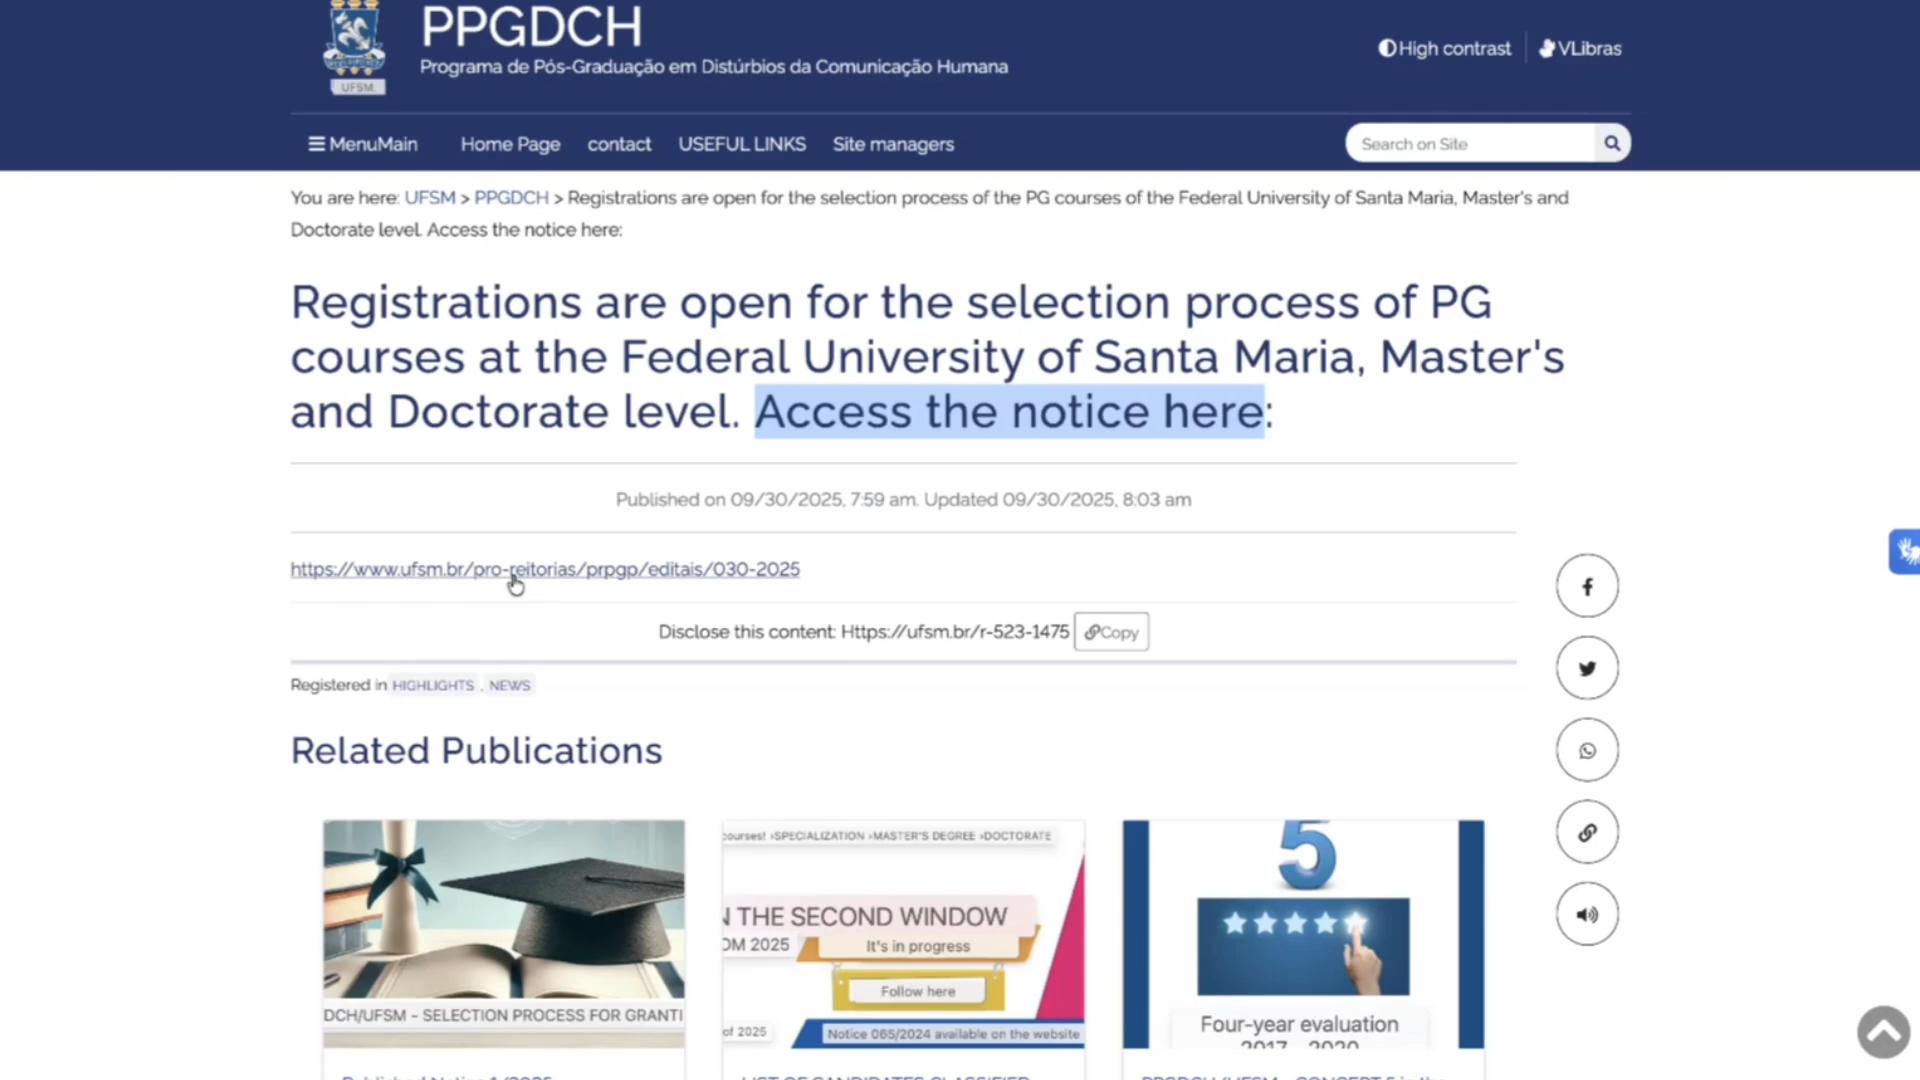 PPGDCH
Programa de Pós-Graduação em Distúrbios da Comunicação Humana
UFSM
High contrast
VLibras
MenuMain
Home Page
contact
USEFUL LINKS
Site managers
Search on Site
You are here: UFSM > PPGDCH > Registrations are open for the selection process of the PG courses of the Federal University of Santa Maria, Master's and
Doctorate level. Access the notice here:
Registrations are open for the selection process of PG
courses at the Federal University of Santa Maria, Master's
and Doctorate level. Access the notice here:
Published on 09/30/2025, 7:59 am. Updated 09/30/2025, 8:03 am
https://www.ufsm.br/pro-reitorias/prpgp/editais/030-2025
Disclose this content: Https://ufsm.br/r-523-1475
Copy
Registered in HIGHLIGHTS , NEWS
Related Publications
DCH/UFSM - SELECTION PROCESS FOR GRANTI
courses! ›SPECIALIZATION ›MASTER'S DEGREE ›DOCTORATE
N THE SECOND WINDOW
OM 2025
It's in progress
Follow here
of 2025
Notice 065/2024 available on the website
5
Four-year evaluation
2017 - 2020